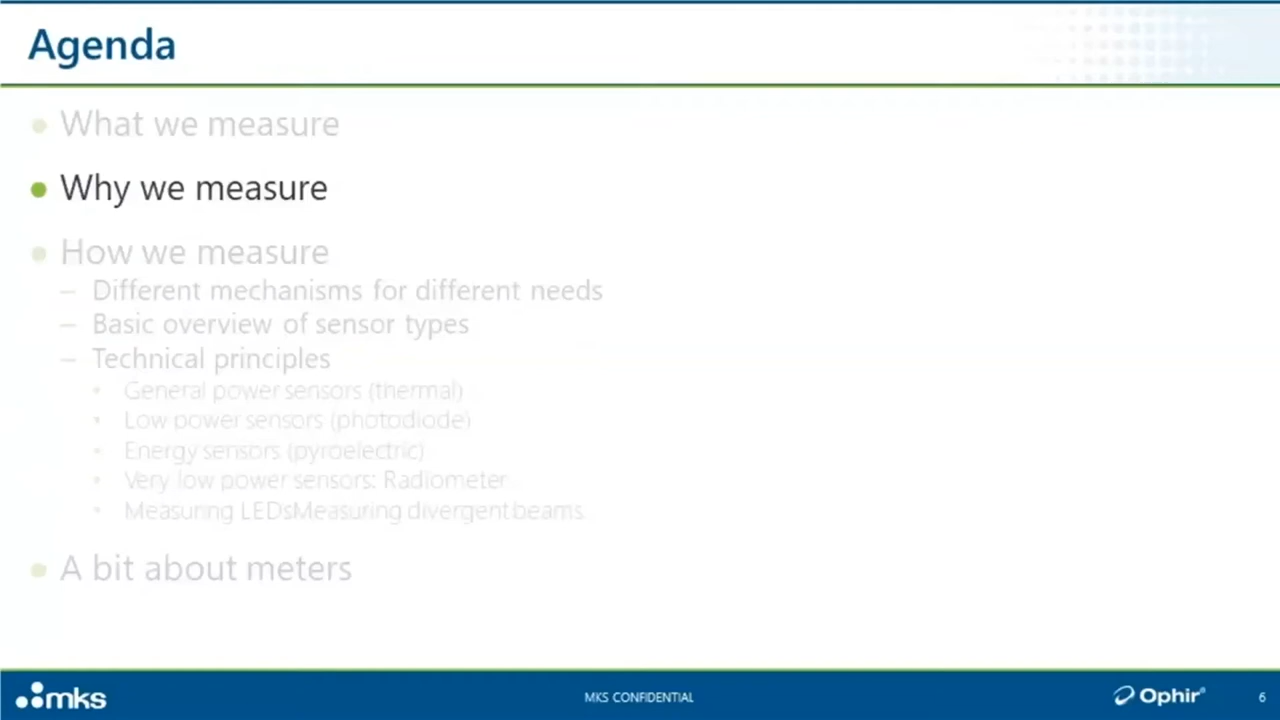 Agenda
• What we measure
• Why we measure
• How we measure
– Different mechanisms for different needs
– Basic overview of sensor types
– Technical principles
• General power sensors (thermal)
• Low power sensors (photodiode)
• Energy sensors (pyroelectric)
• Very low power sensors: Radiometer
• Measuring LEDsMeasuring divergent beams
• A bit about meters
mks
MKS CONFIDENTIAL
Ophir®
6